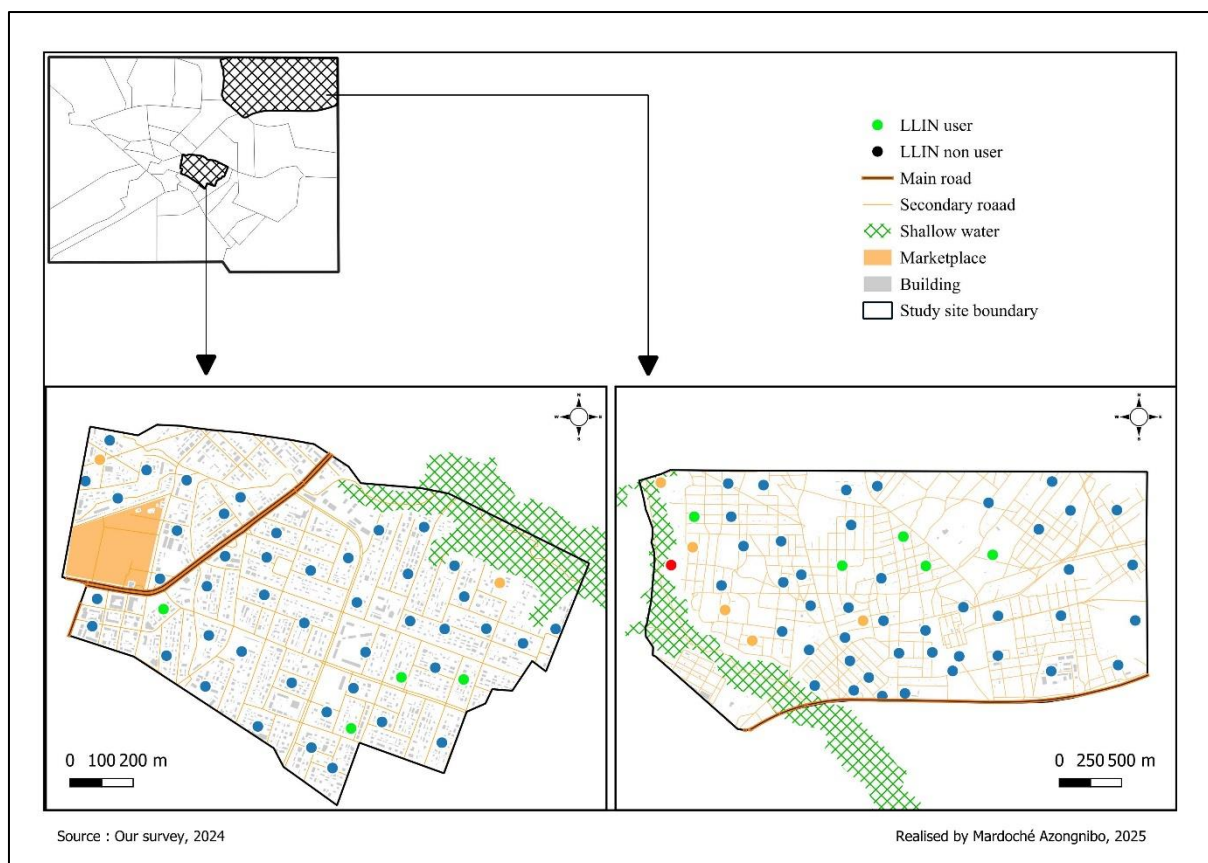 LLIN user
LLIN non user
Main road
Secondary roaad
Shallow water
Marketplace
Building
Study site boundary
N
W E
S
N
W E
S
0 100 200 m
0 250 500 m
Source : Our survey, 2024
Realised by Mardoché Azongnibo, 2025